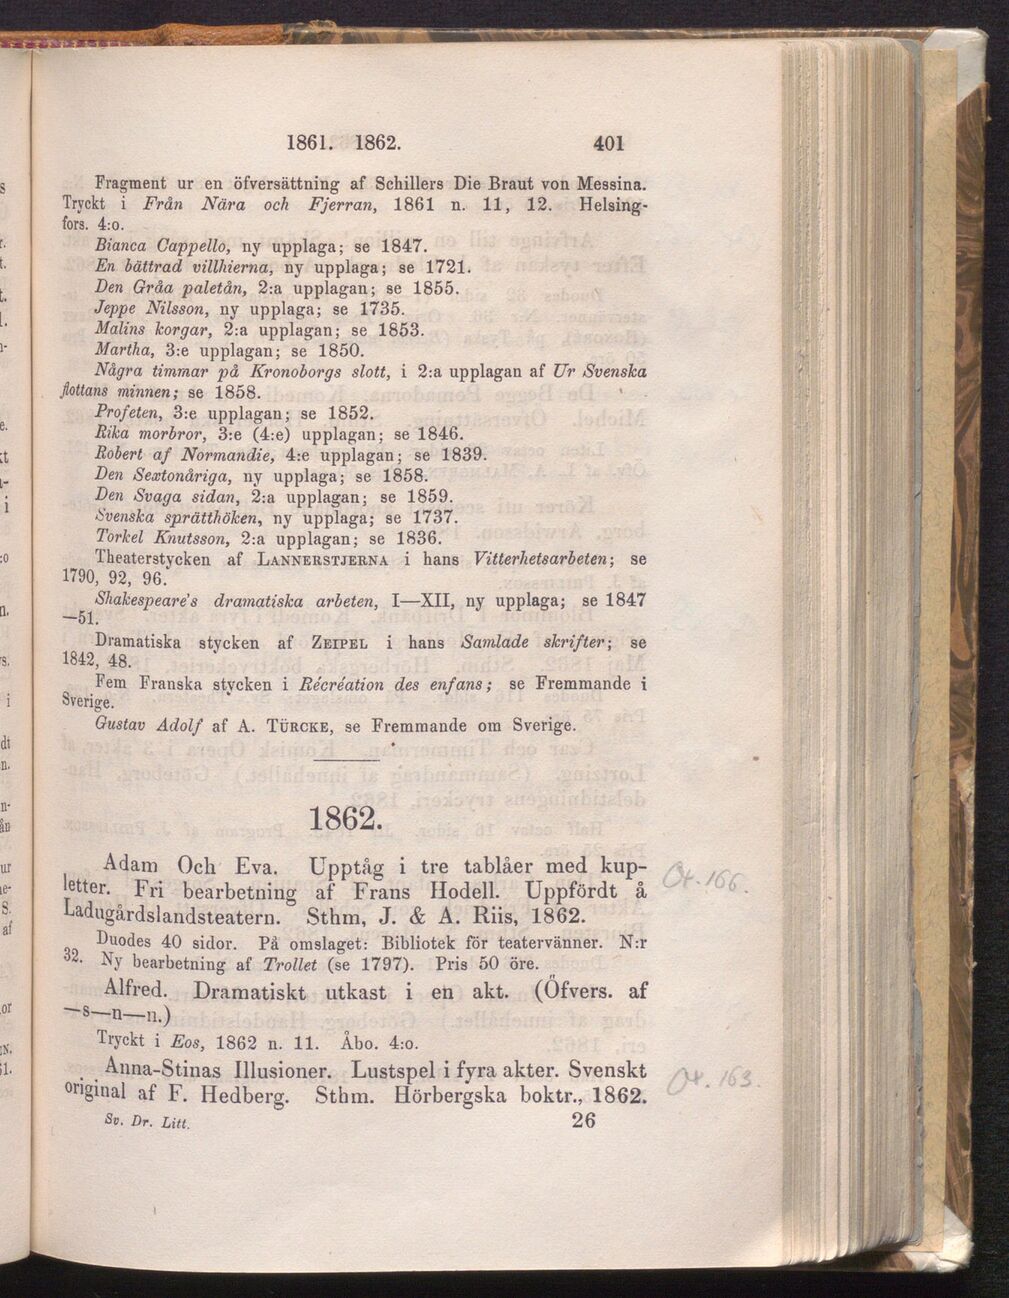 1861. 1862. 401
Fragment ur en öfversättning af Schillers Die Braut von Messina.
Tryckt i Från Nära och Fjerran, 1861 n. 11, 12. Helsing-
fors. 4:o.
Bianca Cappello, ny upplaga; se 1847.
En bättrad villhierna, ny upplaga; se 1721.
Den Gråa paletån, 2:a upplagan; se 1855.
Jeppe Nilsson, ny upplaga; se 1735.
Malins korgar, 2:a upplagan; se 1853.
Martha, 3:e upplagan; se 1850.
Några timmar på Kronoborgs slott, i 2:a upplagan af Ur Svenska
flottans minnen; se 1858.
Profeten, 3:e upplagan; se 1852.
Rika morbror, 3:e (4:e) upplagan; se 1846.
Robert af Normandie, 4:e upplagan; se 1839.
Den Sextonåriga, ny upplaga; se 1858.
Den Svaga sidan, 2:a upplagan; se 1859.
Svenska sprätthöken, ny upplaga; se 1737.
Torkel Knutsson, 2:a upplagan; se 1836.
Theaterstycken af LANNERSTJERNA i hans Vitterhetsarbeten; se
1790, 92, 96.
Shakespeare's dramatiska arbeten, I—XII, ny upplaga; se 1847
—51.
Dramatiska stycken af ZEIPEL i hans Samlade skrifter; se
1842, 48.
Fem Franska stycken i Récréation des enfans; se Fremmande i
Sverige.
Gustav Adolf af A. TÜRCKE, se Fremmande om Sverige.
1862.
Adam Och Eva. Upptåg i tre tablåer med kup-
letter. Fri bearbetning af Frans Hodell. Uppfördt å
Ladugårdslandsteatern. Sthm, J. & A. Riis, 1862.
Duodes 40 sidor. På omslaget: Bibliotek för teatervänner. N:r
32. Ny bearbetning af Trollet (se 1797). Pris 50 öre.
Alfred. Dramatiskt utkast i en akt. (Öfvers. af
—s—n—n.)
Tryckt i Eos, 1862 n. 11. Åbo. 4:o.
Anna-Stinas Illusioner. Lustspel i fyra akter. Svenskt
original af F. Hedberg. Sthm. Hörbergska boktr., 1862.
Sv. Dr. Litt. 26
166.
163.